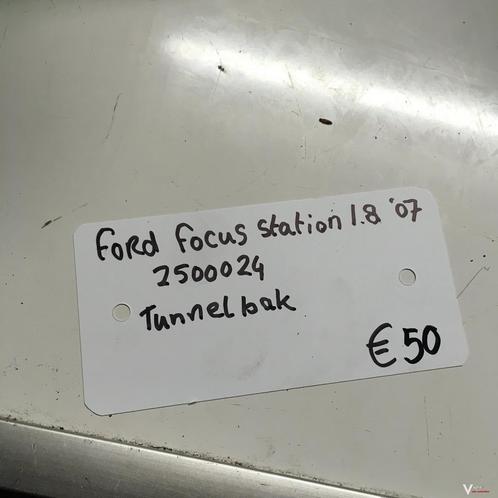 Ford Focus Station 1.8 '07
2500024
Tunnelbak
€50